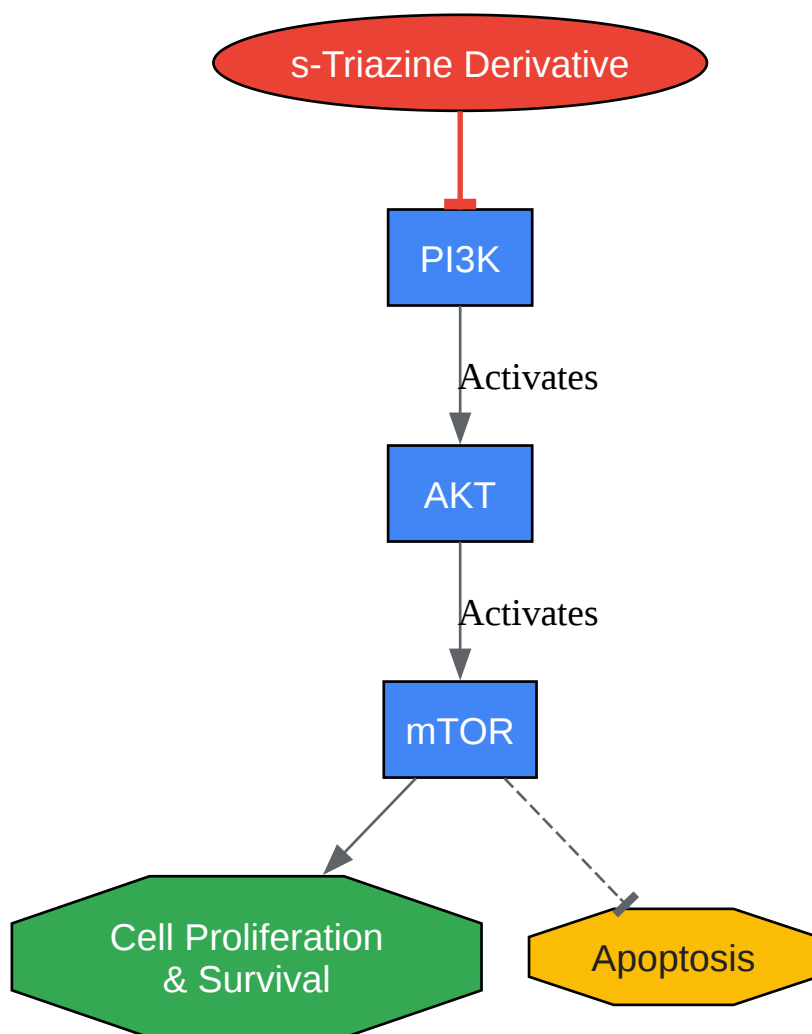 s-Triazine Derivative
PI3K
Activates
AKT
Activates
mTOR
Cell Proliferation
& Survival
Apoptosis